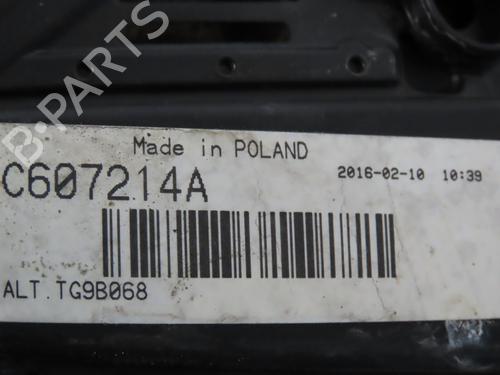 B-PARTS
Made in POLAND
C607214A
2016-02-10 10:39
ALT.TG9B068